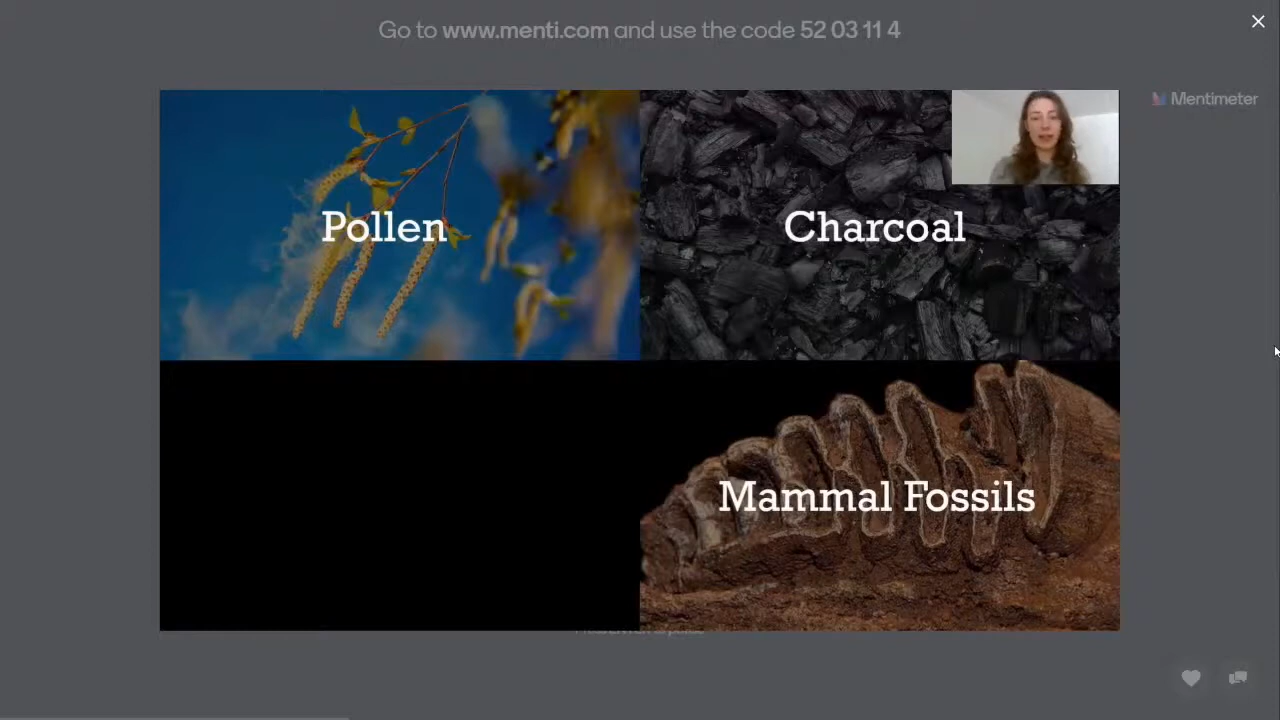 Go to www.menti.com and use the code 52 03 11 4
Mentimeter
Pollen
Charcoal
Mammal Fossils